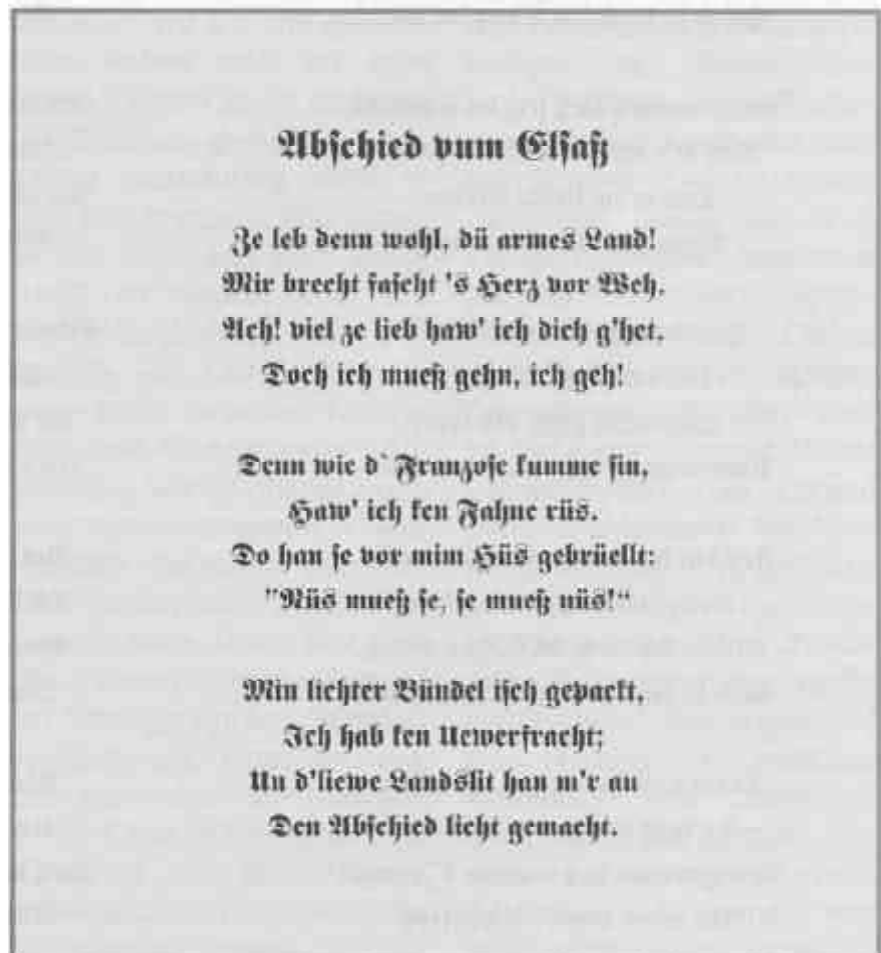 Abschied vum Elsaß
Ze leb denn wohl, dü armes Land!
Mir brecht fascht 's Herz vor Weh.
Ach! viel ze lieb haw' ich dich g'het,
Doch ich mueß gehn, ich geh!
Denn wie d` Franzose kumme sin,
Haw' ich ken Fahne rüs.
Do han se vor mim Hüs gebrüellt:
"Nüs mueß se, se mueß nüs!“
Min lichter Bündel isch gepackt,
Ich hab ken Uewerfracht;
Un d'liewe Landslit han m'r au
Den Abschied licht gemacht.